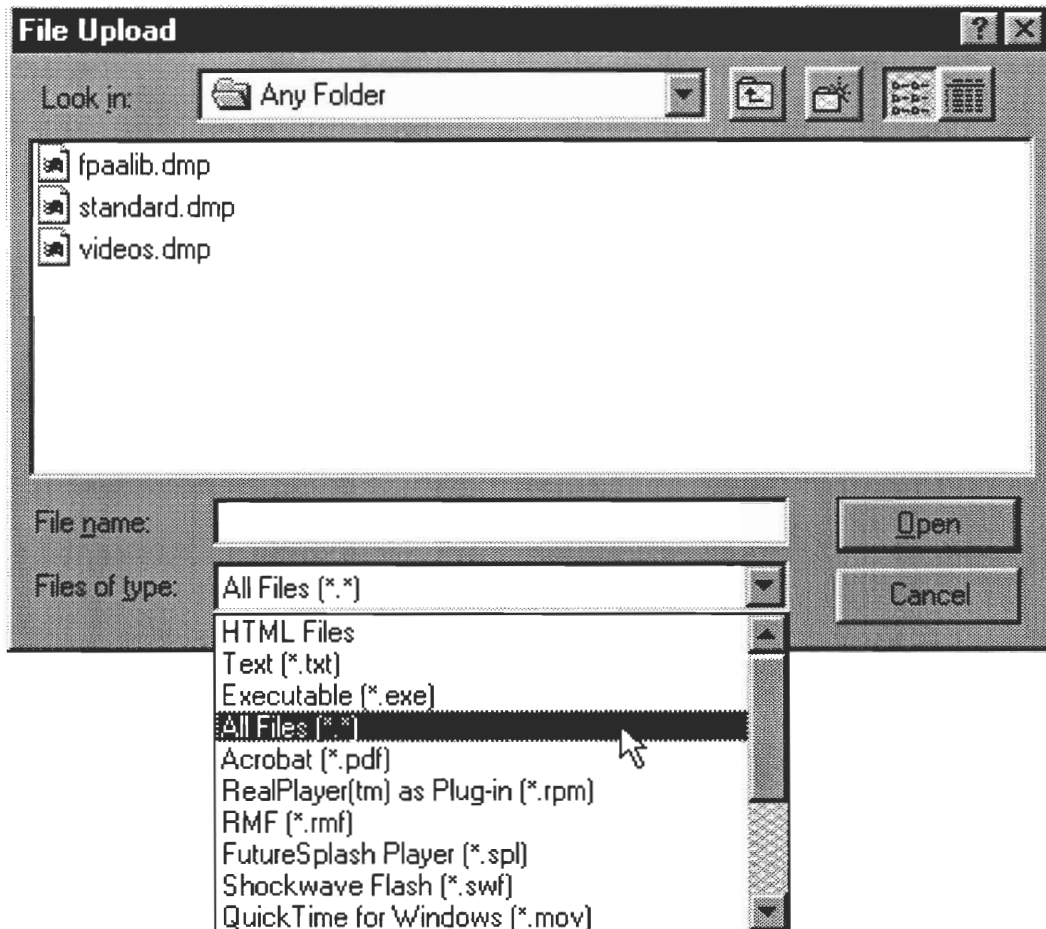 File Upload
Look in: Any Folder
fpaalib.dmp
standard.dmp
videos.dmp
File name: Open
Files of type: All Files (*.*) Cancel
HTML Files
Text (*.txt)
Executable (*.exe)
All Files (*.*)
Acrobat (*.pdf)
RealPlayer(tm) as Plug-in (*.rpm)
RMF (*.rmf)
FutureSplash Player (*.spl)
Shockwave Flash (*.swf)
QuickTime for Windows (*.mov)